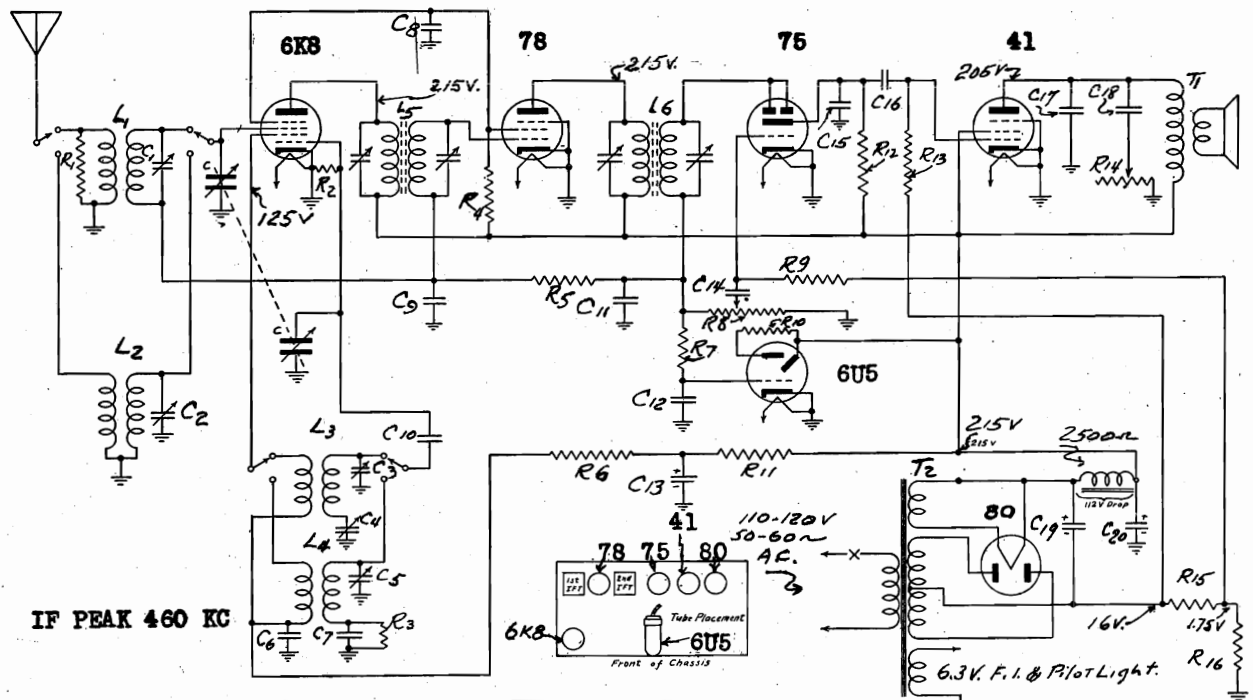 6K8
78
75
41
C8
215V.
215V.
205V
T1
L1
L5
L6
C16
C17
C18
C1
C
R1
R2
C15
R12
R13
R14
125V
R4
R5
R9
C9
C11
C14
C
R8
R10
L2
R7
6U5
C2
C12
L3
C10
215V
215V
2500Ω
C3
R6
R11
T2
C13
112V Drop
C4
80
C19
C20
L4
41
110-120V
50-60~
A.C.
78
75
80
C5
1st
IFT
2nd
IFT
R15
Tube Placement
IF PEAK 460 KC
C6
C7
R3
6K8
6U5
16V.
1.75V
R16
Front of Chassis
6.3V. F.I. & Pilot Light.